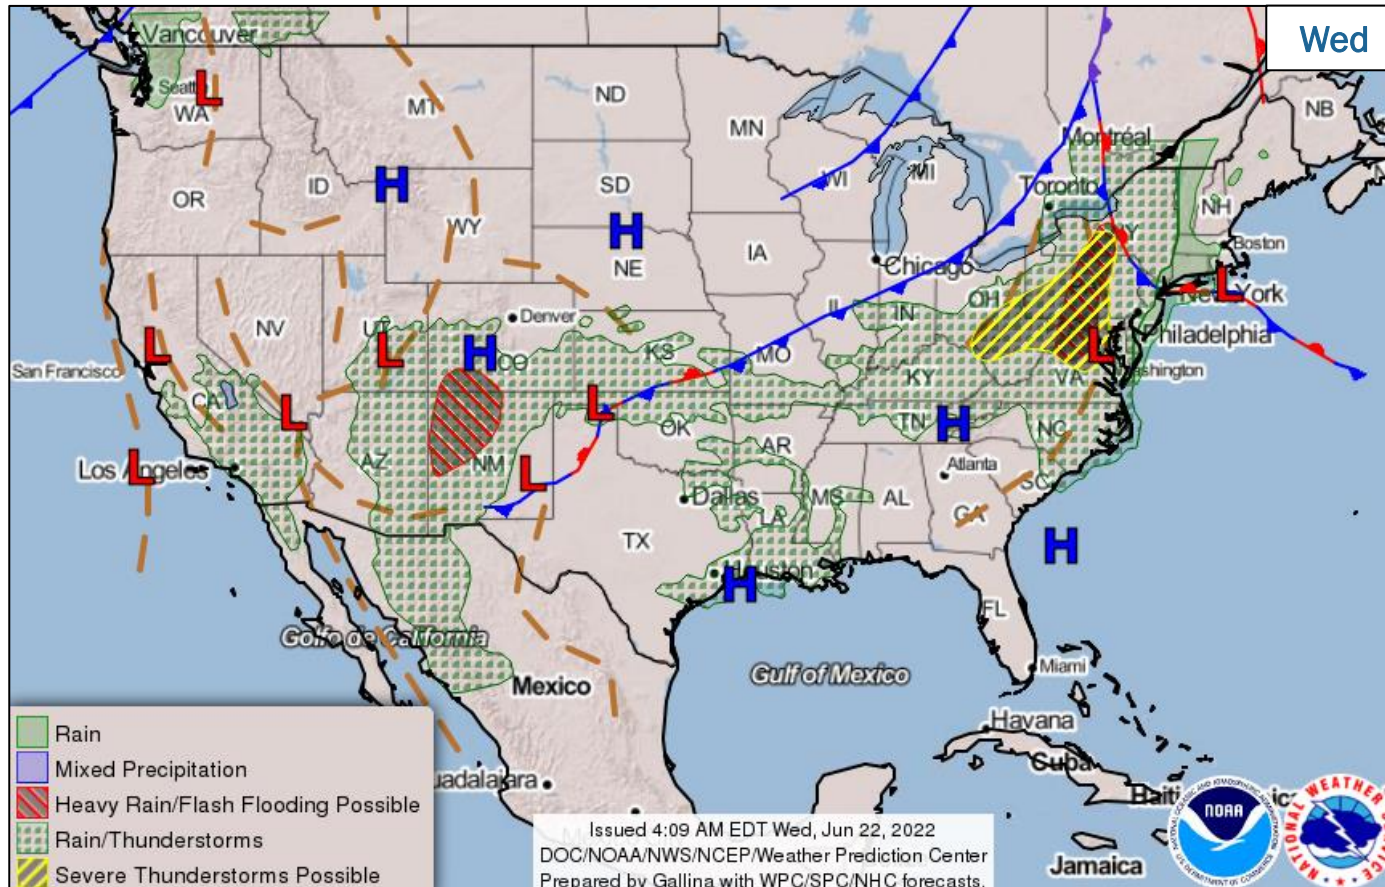 Wed
Vancouver
Seattle
WA
MT
ND
MN
Montréal
NB
OR
ID
SD
WI
MI
Toronto
NH
WY
NY
Boston
NE
IA
Chicago
NV
UT
Denver
CO
IL
IN
OH
New York
Philadelphia
San Francisco
KS
MO
KY
VA
Washington
CA
OK
TN
NC
AR
Los Angeles
AZ
NM
Atlanta
SC
Dallas
MS
AL
GA
LA
TX
Houston
FL
Golfo de California
Mexico
Gulf of Mexico
Miami
Havana
Cuba
uadalajara
Jamaica
L
L
L
L
L
L
L
L
L
H
H
H
H
H
H
Rain
Mixed Precipitation
Heavy Rain/Flash Flooding Possible
Rain/Thunderstorms
Severe Thunderstorms Possible
Issued 4:09 AM EDT Wed, Jun 22, 2022
DOC/NOAA/NWS/NCEP/Weather Prediction Center
Prepared by Gallina with WPC/SPC/NHC forecasts.
NOAA
NATIONAL WEATHER